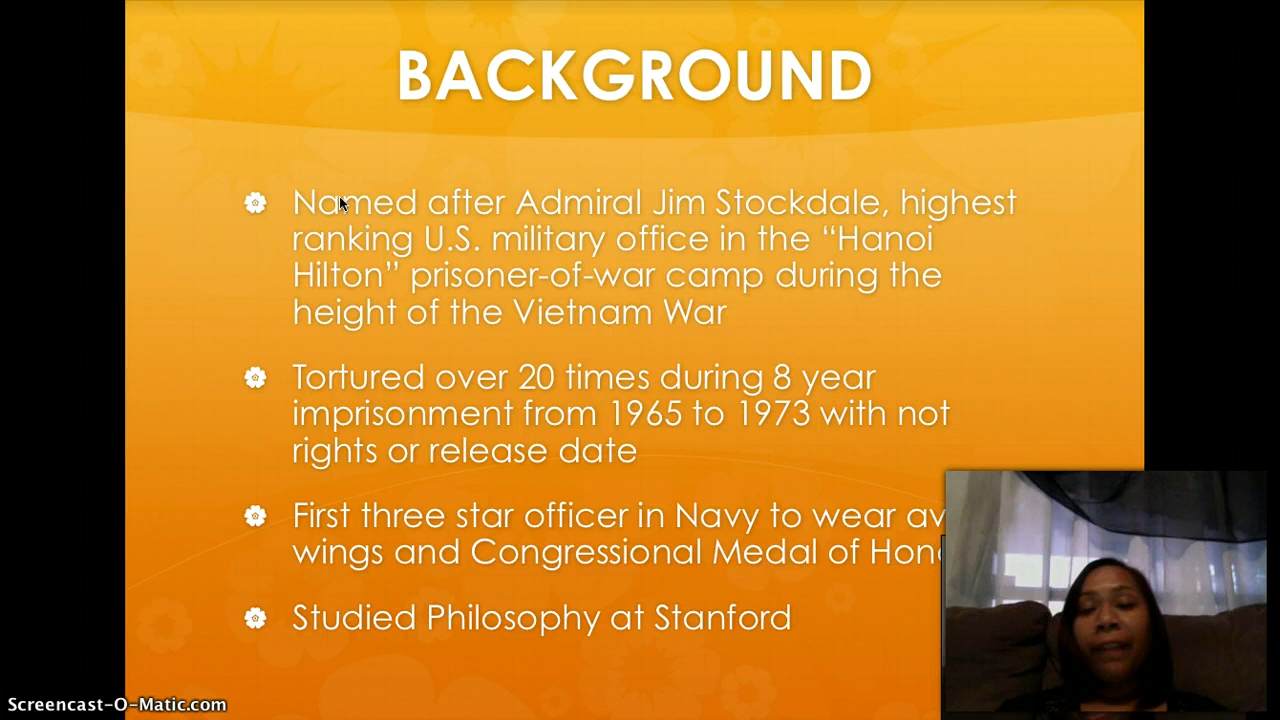 BACKGROUND
Named after Admiral Jim Stockdale, highest
ranking U.S. military office in the “Hanoi
Hilton” prisoner-of-war camp during the
height of the Vietnam War
Tortured over 20 times during 8 year
imprisonment from 1965 to 1973 with not
rights or release date
First three star officer in Navy to wear
wings and Congressional Medal of
Studied Philosophy at Stanford
Screencast-O-Matic.com